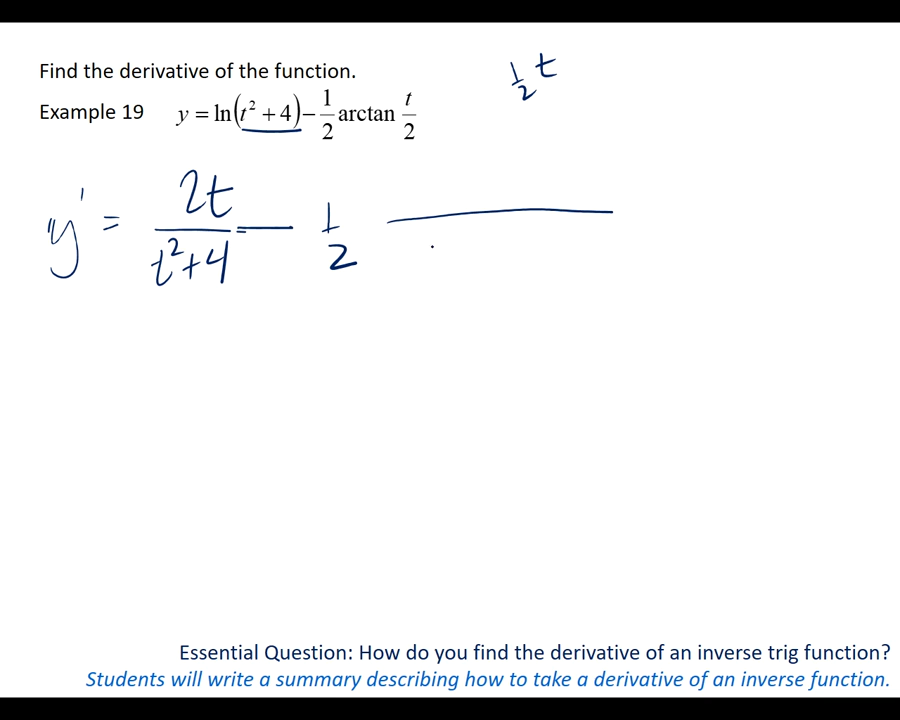 Find the derivative of the function.
½ t
Example 19 y = ln(t² + 4) − 1/2 arctan t/2
y' = 2t/(t²+4) − 1/2
Essential Question: How do you find the derivative of an inverse trig function?
Students will write a summary describing how to take a derivative of an inverse function.